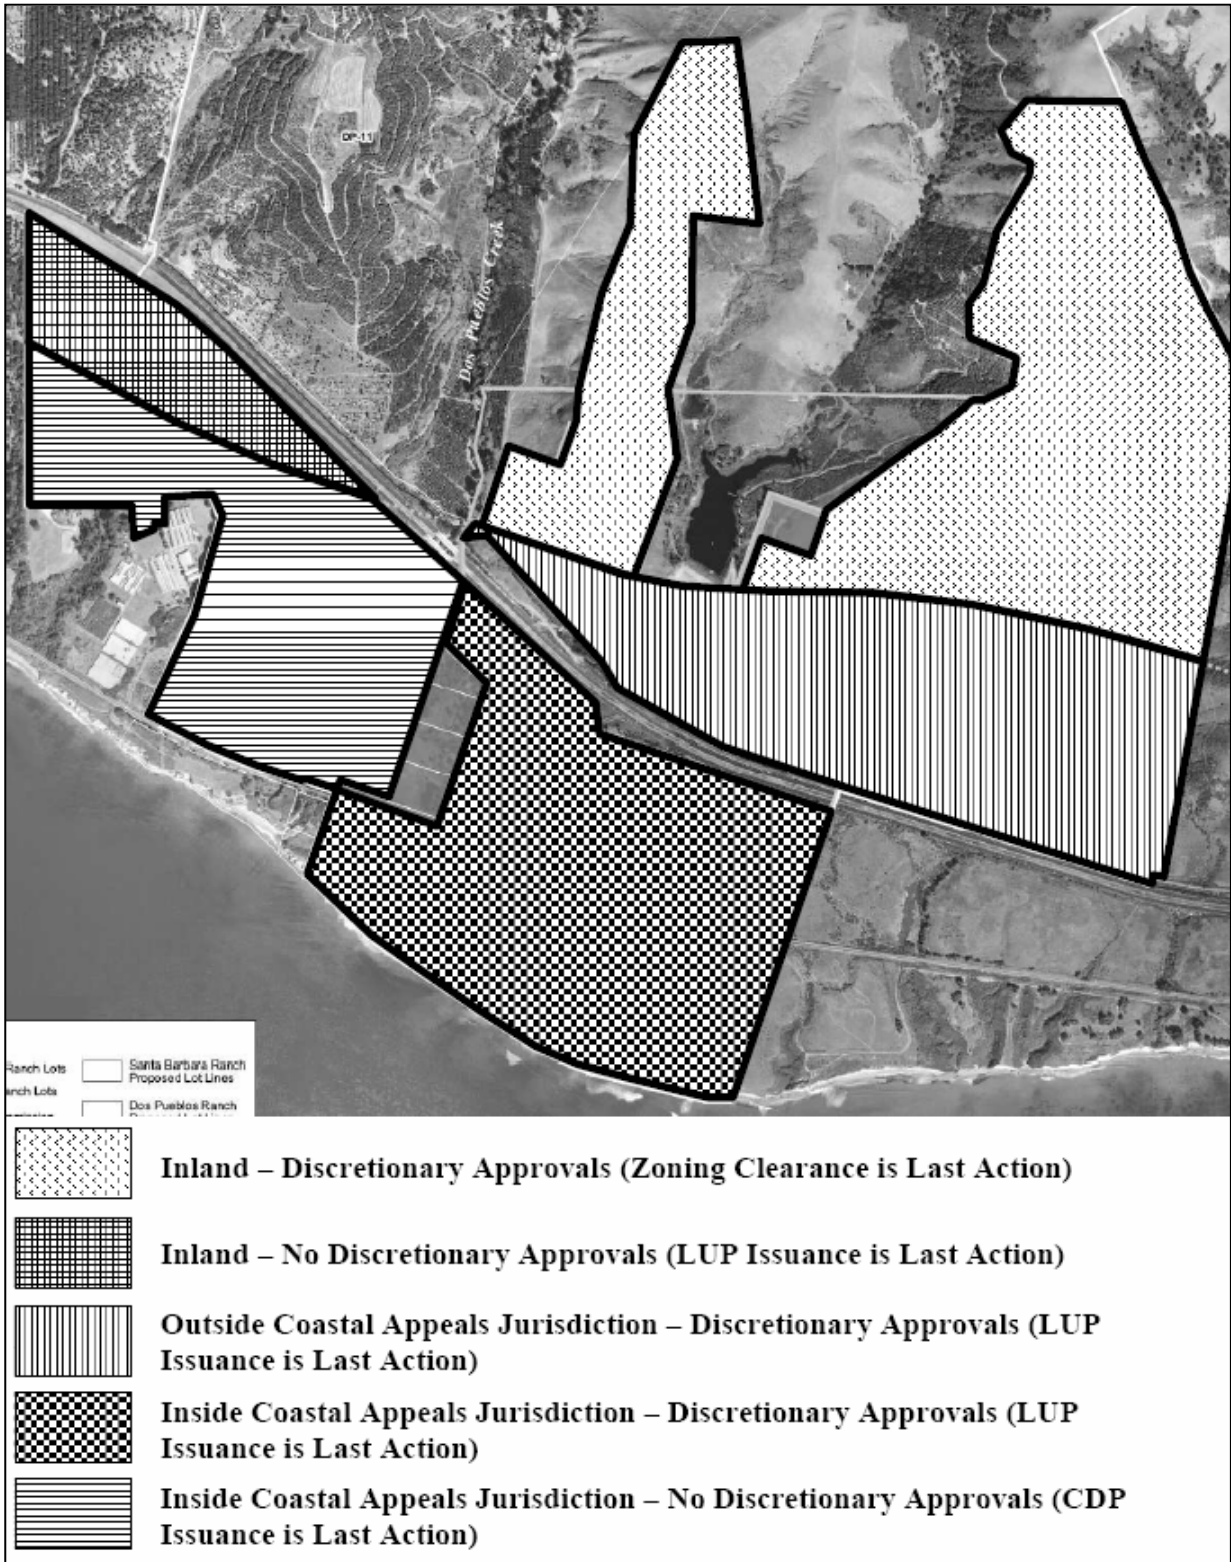 DP-11
Dos Pueblos Creek
Ranch Lots
Santa Barbara Ranch
Proposed Lot Lines
anch Lots
Dos Pueblos Ranch
Inland – Discretionary Approvals (Zoning Clearance is Last Action)
Inland – No Discretionary Approvals (LUP Issuance is Last Action)
Outside Coastal Appeals Jurisdiction – Discretionary Approvals (LUP
Issuance is Last Action)
Inside Coastal Appeals Jurisdiction – Discretionary Approvals (LUP
Issuance is Last Action)
Inside Coastal Appeals Jurisdiction – No Discretionary Approvals (CDP
Issuance is Last Action)